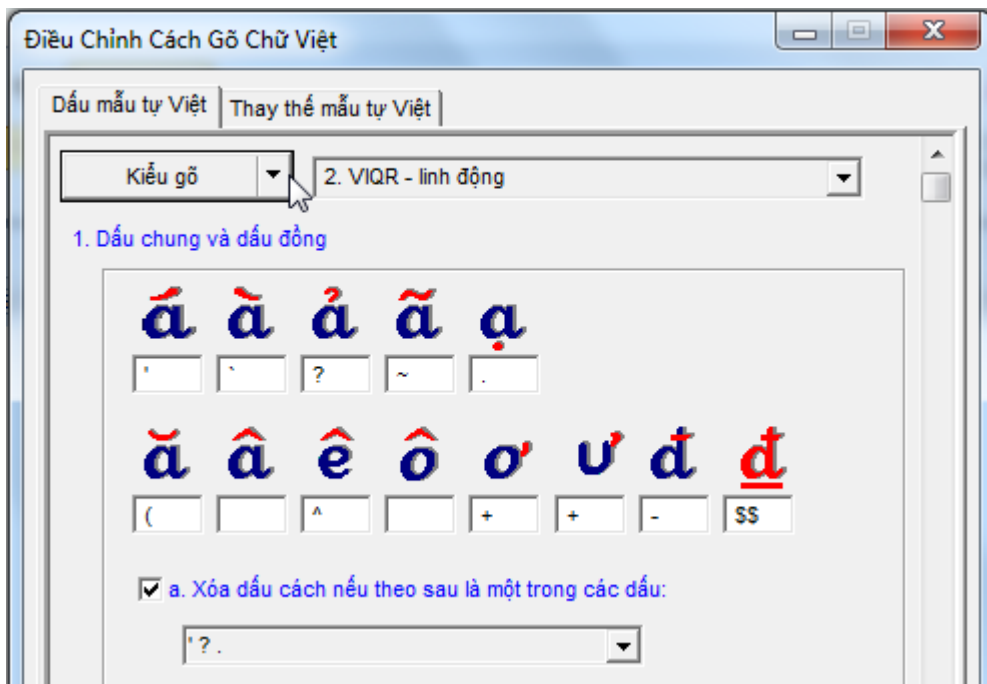 Điều Chỉnh Cách Gõ Chữ Việt
Dấu mẫu tự Việt Thay thế mẫu tự Việt
Kiểu gõ 2. VIQR - linh động
1. Dấu chung và dấu đồng
á à ả ã ạ
' ` ? ~ .
ă â ê ô ơ ư đ đ
( ^ + + - $$
a. Xóa dấu cách nếu theo sau là một trong các dấu:
' ? .